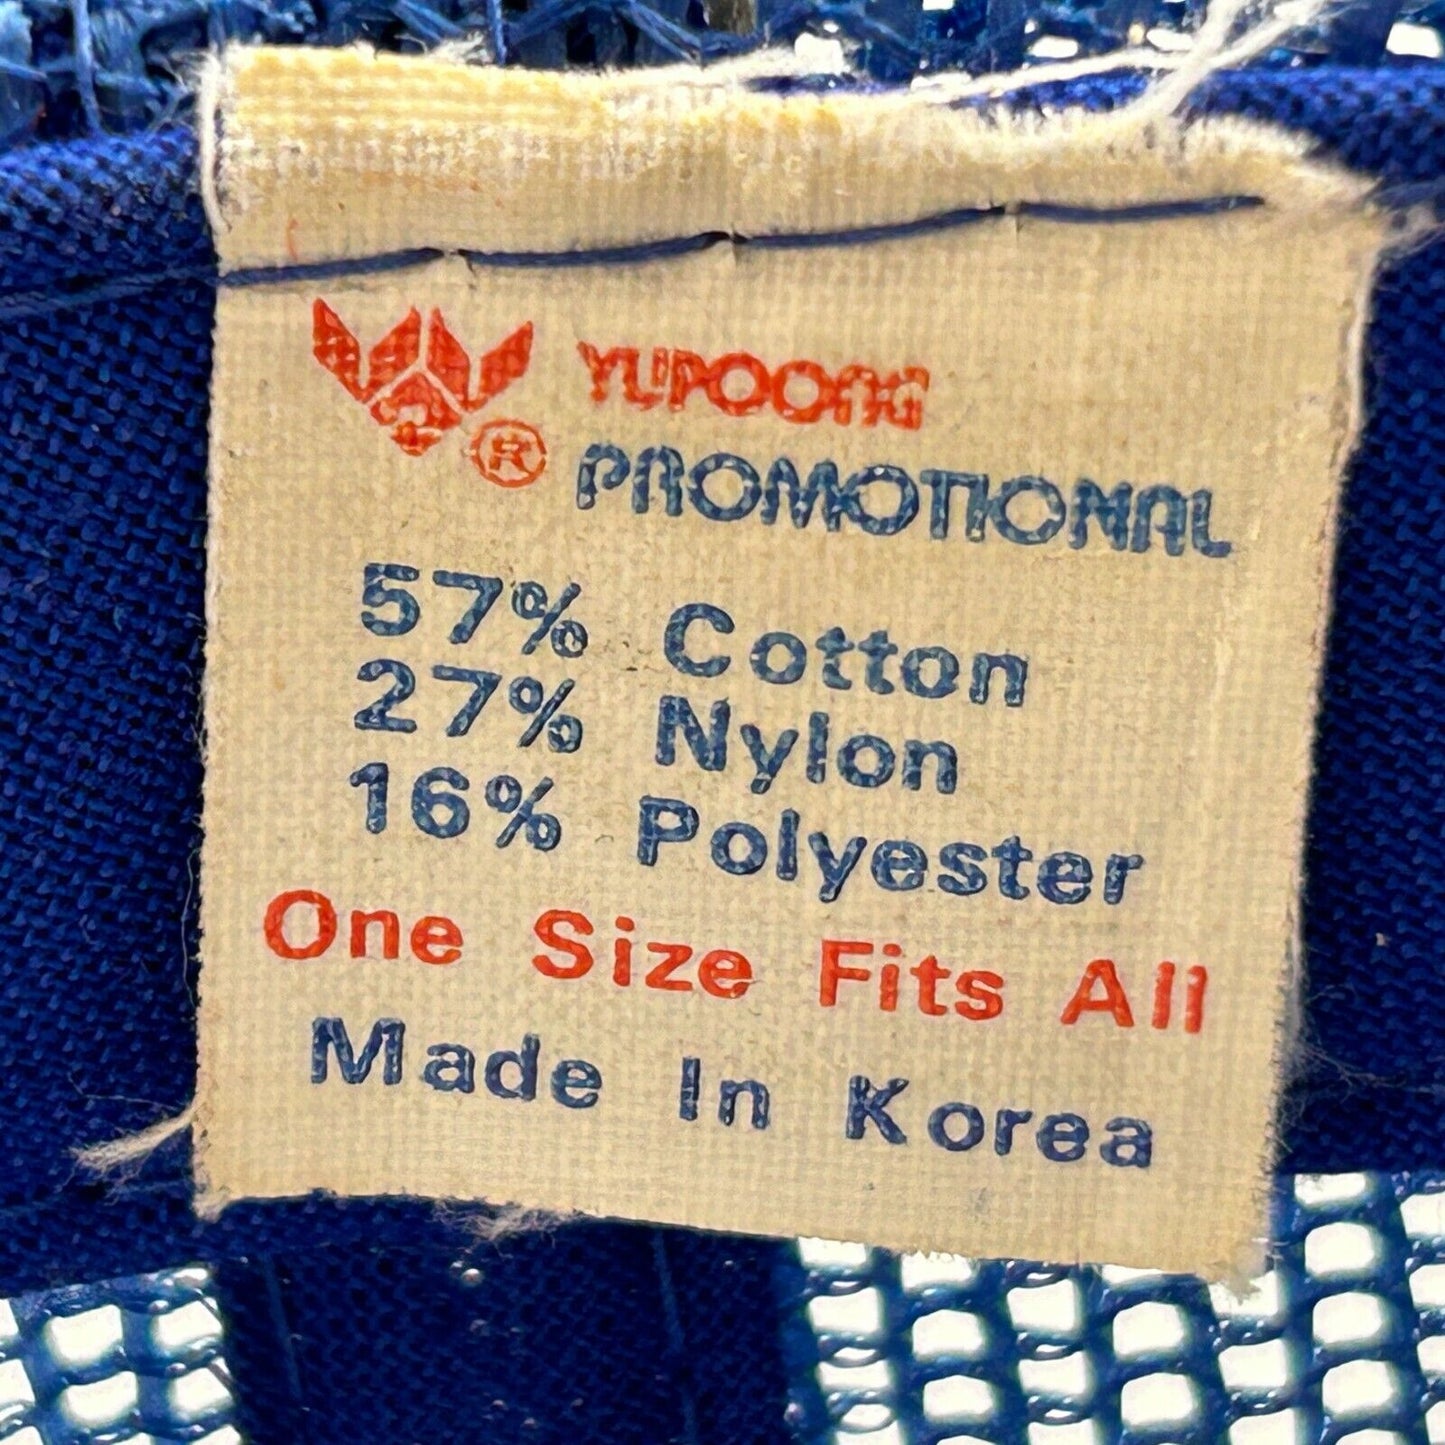 ® YUPOONG
PROMOTIONAL
57% Cotton
27% Nylon
16% Polyester
One Size Fits All
Made In Korea